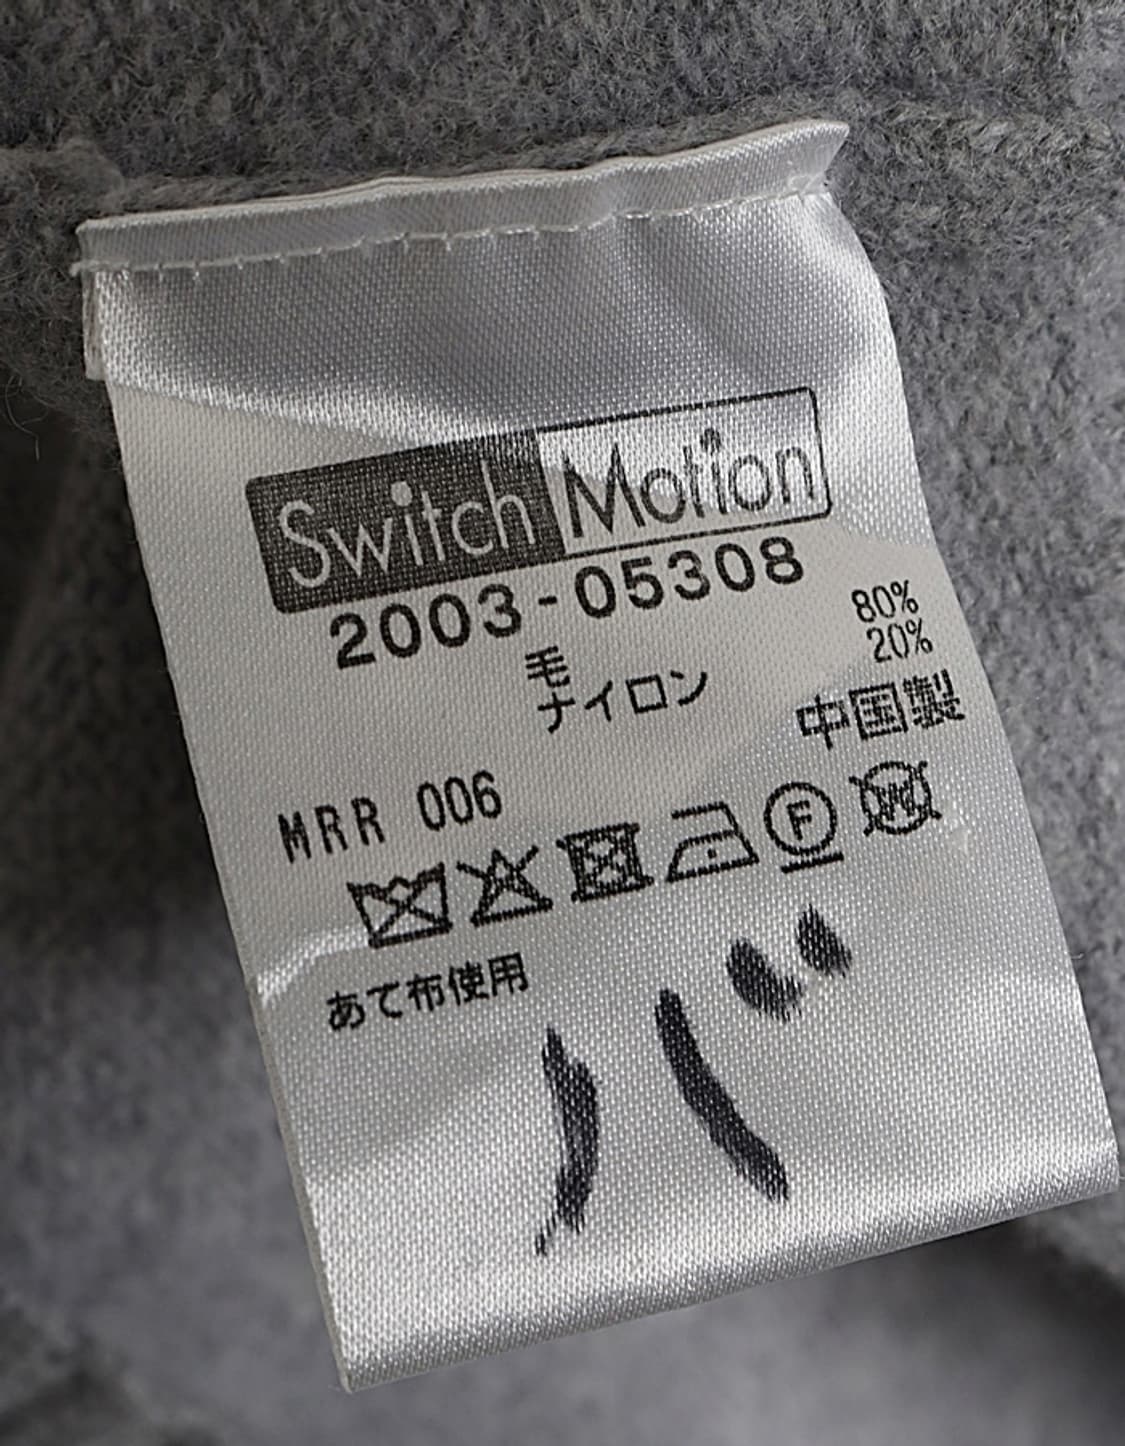 Switch Motion
2003-05308
毛 80%
ナイロン 20%
中国製
MRR 006
F W
あて布使用
バ